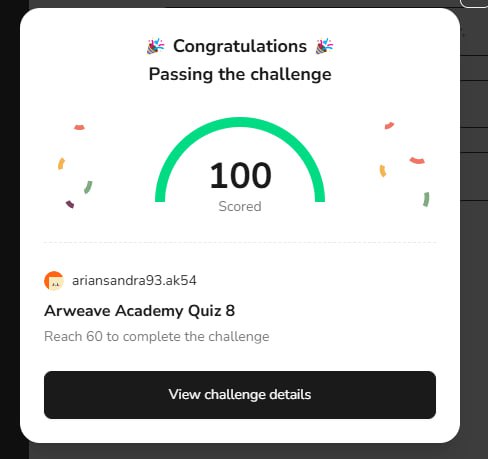 Congratulations
Passing the challenge
100
Scored
ariansandra93.ak54
Arweave Academy Quiz 8
Reach 60 to complete the challenge
View challenge details